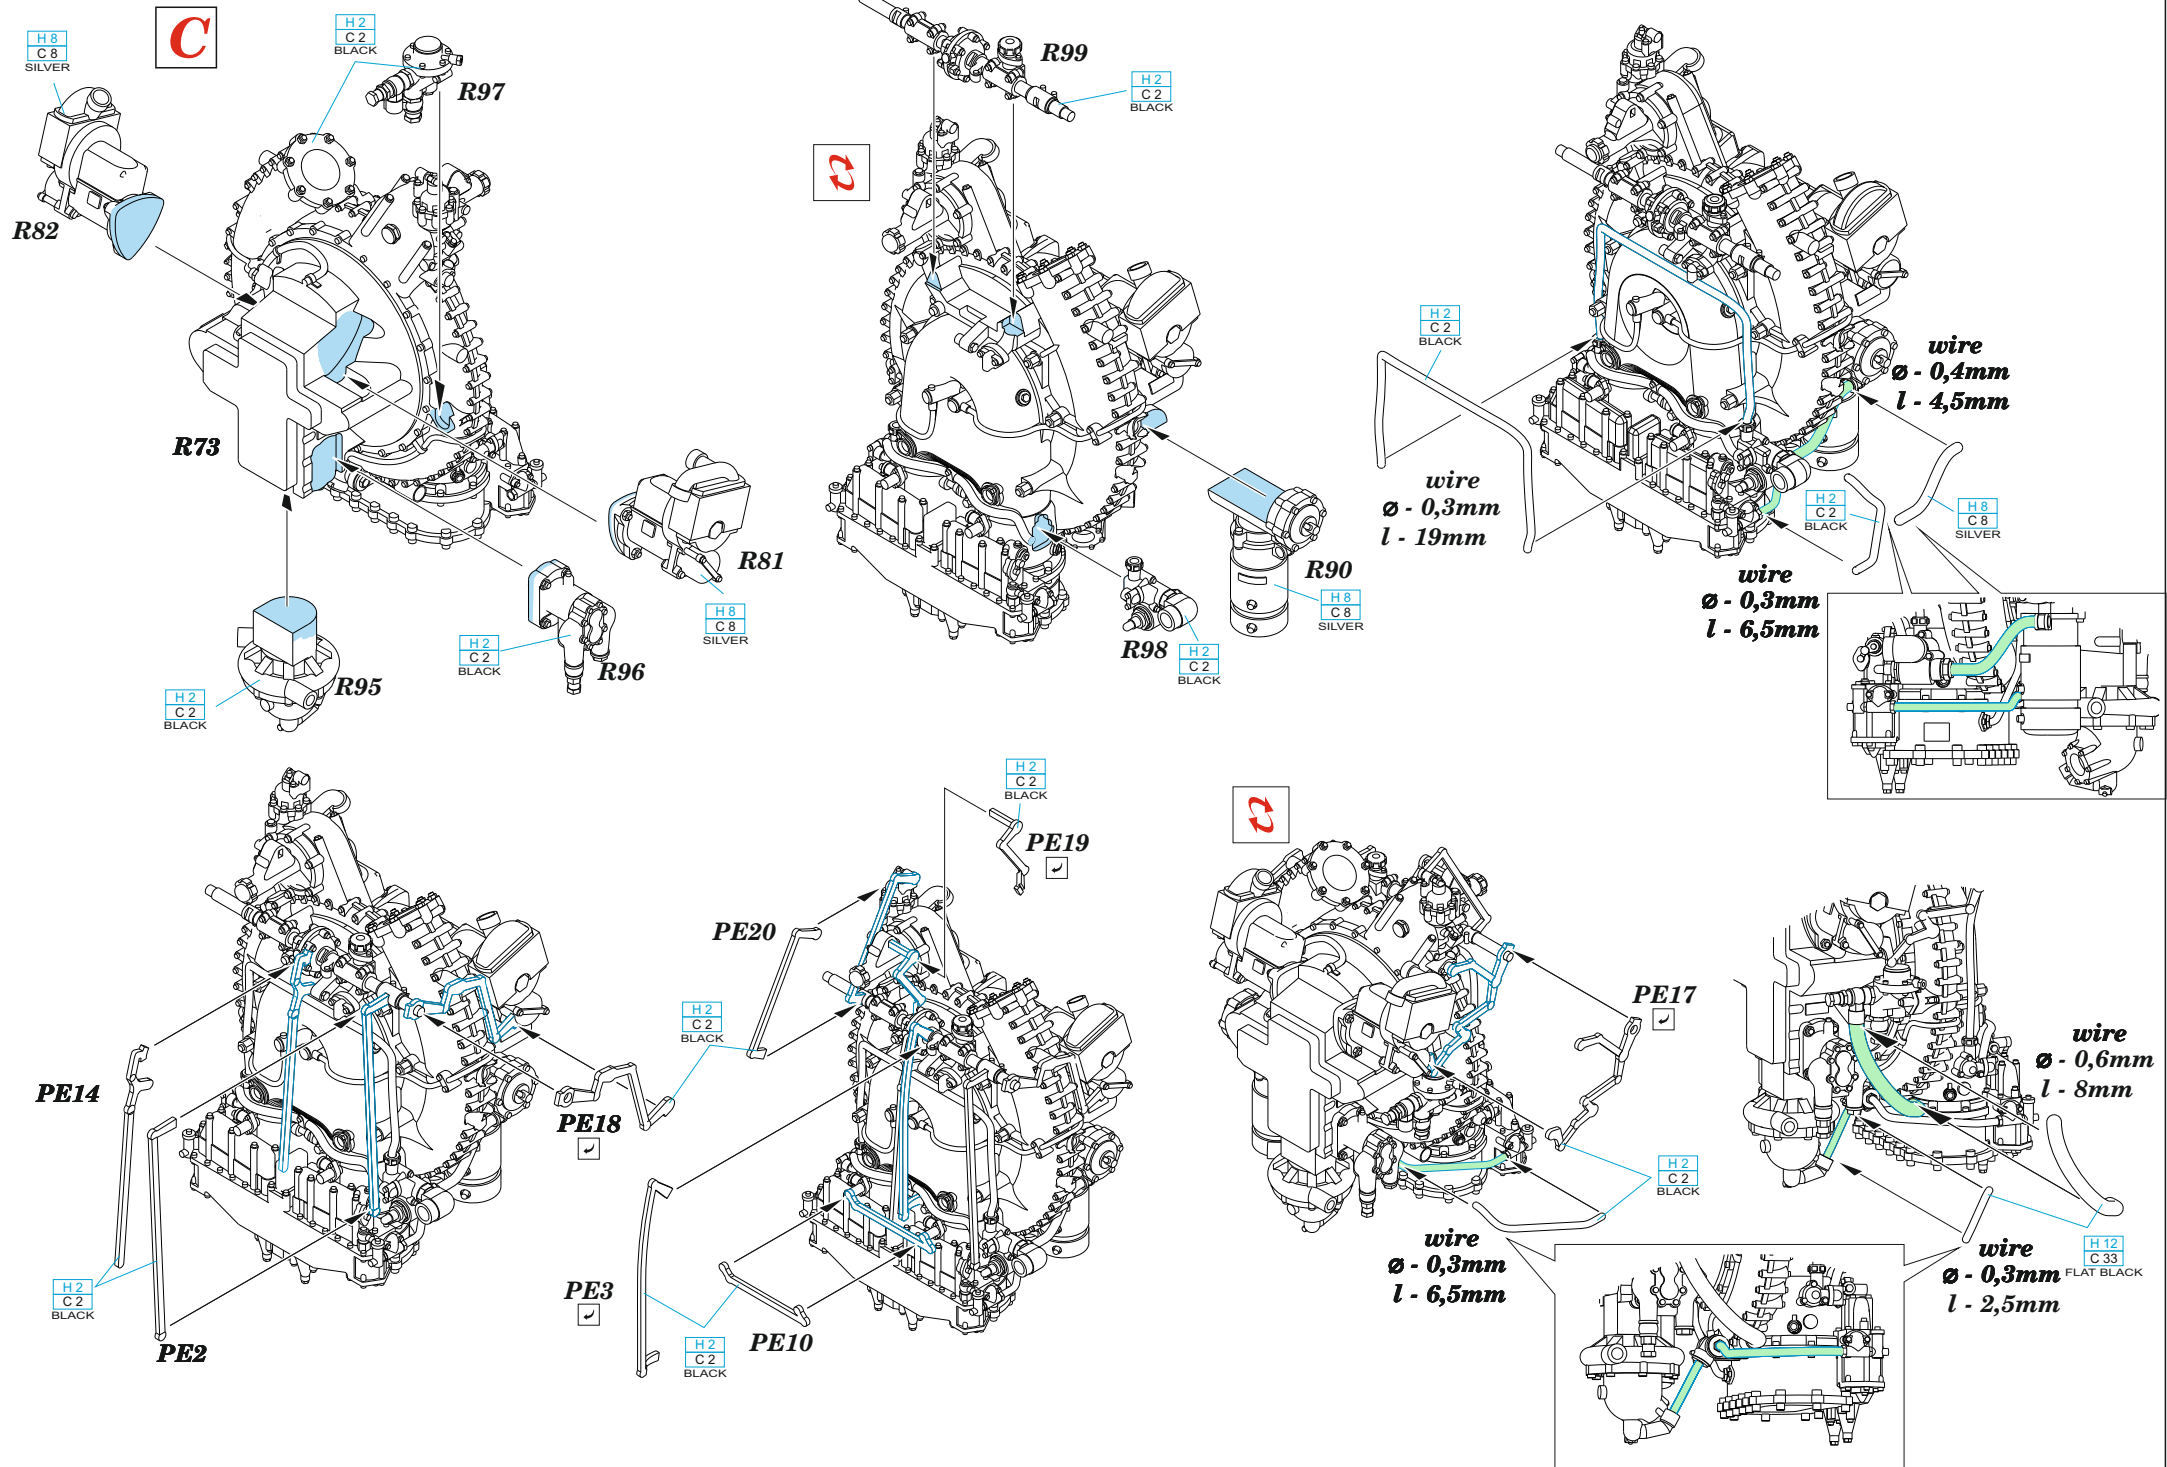 C
H 8
C 8
SILVER
H 2
C 2
BLACK
R97
R82
R73
R95
H 2
C 2
BLACK
R96
H 2
C 2
BLACK
R81
H 8
C 8
SILVER
R99
H 2
C 2
BLACK
R90
H 8
C 8
SILVER
R98
H 2
C 2
BLACK
H 2
C 2
BLACK
wire
ø - 0,3mm
l - 19mm
wire
ø - 0,4mm
l - 4,5mm
H 2
C 2
BLACK
H 8
C 8
SILVER
wire
ø - 0,3mm
l - 6,5mm
PE14
PE2
H 2
C 2
BLACK
PE18
H 2
C 2
BLACK
PE20
PE19
H 2
C 2
BLACK
PE3
PE10
H 2
C 2
BLACK
PE17
H 2
C 2
BLACK
wire
ø - 0,3mm
l - 6,5mm
wire
ø - 0,6mm
l - 8mm
wire
ø - 0,3mm
l - 2,5mm
H 12
C 33
FLAT BLACK